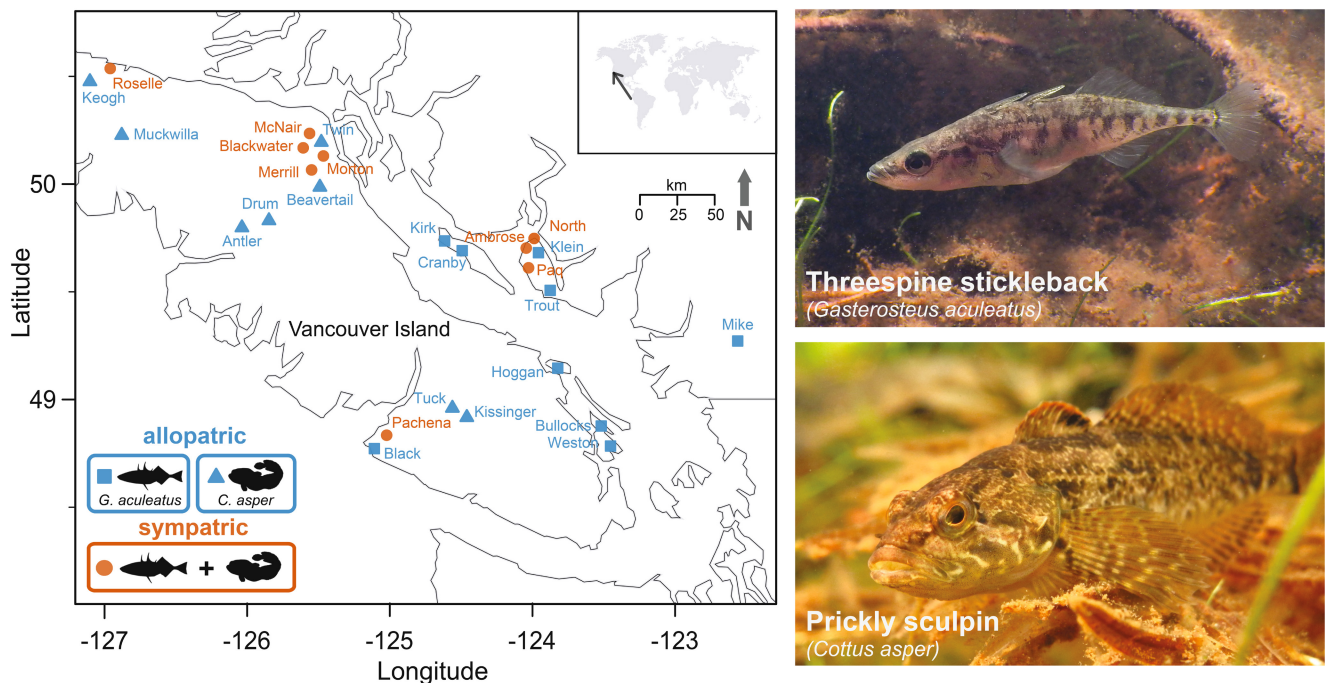 Roselle
Keogh
Muckwilla
McNair
Twin
Blackwater
Merrill
Morton
Beavertail
Drum
Antler
km
0 25 50
N
Kirk
Cranby
Ambrose
North
Klein
Paq
Trout
Vancouver Island
Mike
Hoggan
Tuck
Kissinger
Pachena
Black
Bullocks
Weston
allopatric
G. aculeatus
C. asper
sympatric
+
50
49
Latitude
-127
-126
-125
-124
-123
Longitude
Threespine stickleback
(Gasterosteus aculeatus)
Prickly sculpin
(Cottus asper)